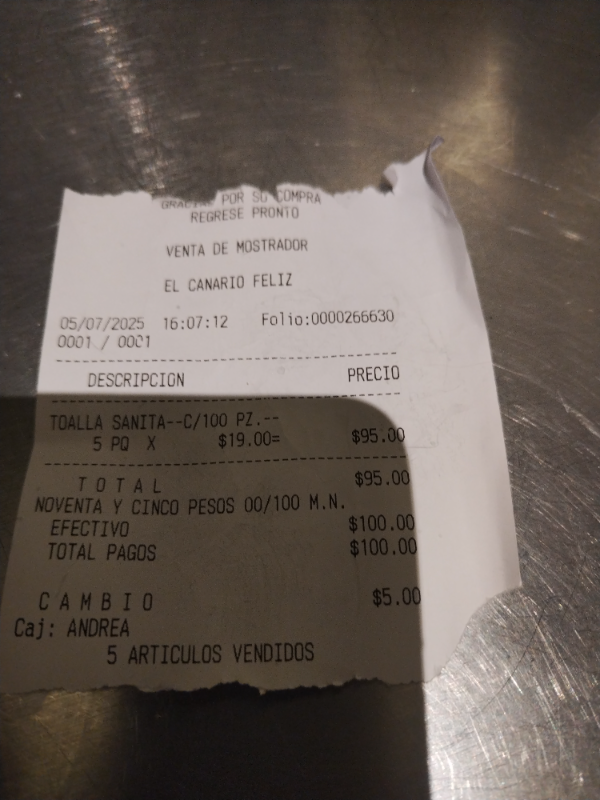 GRACIAS POR SU COMPRA
REGRESE PRONTO
VENTA DE MOSTRADOR
EL CANARIO FELIZ
05/07/2025 16:07:12 Folio:0000266630
0001 / 0001
DESCRIPCION PRECIO
TOALLA SANITA--C/100 PZ.--
5 PQ X $19.00= $95.00
T O T A L $95.00
NOVENTA Y CINCO PESOS 00/100 M.N.
EFECTIVO $100.00
TOTAL PAGOS $100.00
C A M B I O $5.00
Caj: ANDREA
5 ARTICULOS VENDIDOS